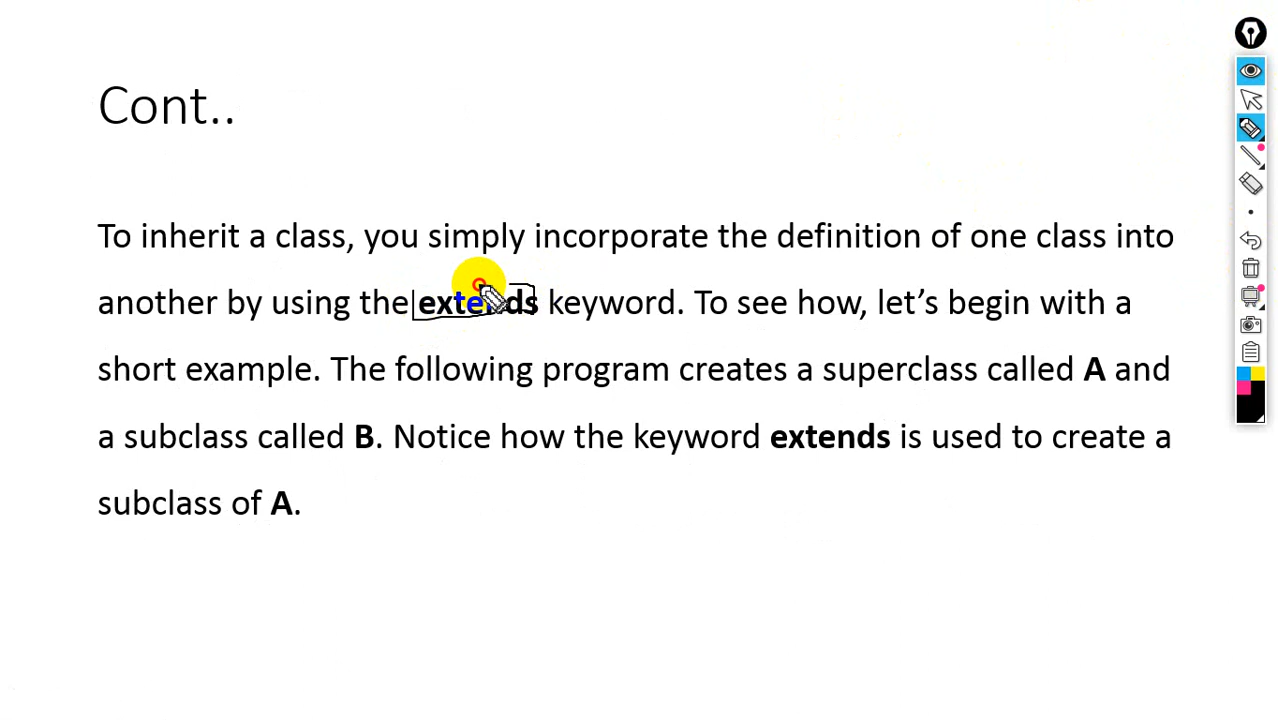 Cont..
To inherit a class, you simply incorporate the definition of one class into
another by using the extends keyword. To see how, let’s begin with a
short example. The following program creates a superclass called A and
a subclass called B. Notice how the keyword extends is used to create a
subclass of A.